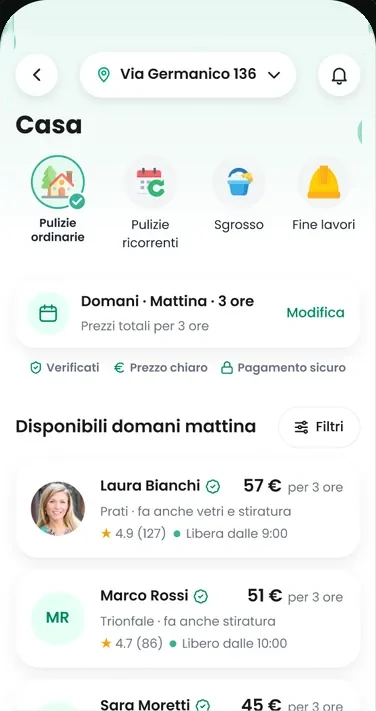 Via Germanico 136
Casa
Pulizie
ordinarie
Pulizie
ricorrenti
Sgrosso
Fine lavori
Domani · Mattina · 3 ore
Prezzi totali per 3 ore
Modifica
Verificati
€ Prezzo chiaro
Pagamento sicuro
Disponibili domani mattina
Filtri
Laura Bianchi
57 € per 3 ore
Prati · fa anche vetri e stiratura
★ 4.9 (127) ● Libera dalle 9:00
MR
Marco Rossi
51 € per 3 ore
Trionfale · fa anche stiratura
★ 4.7 (86) ● Libero dalle 10:00
Sara Moretti
45 € per 3 ore